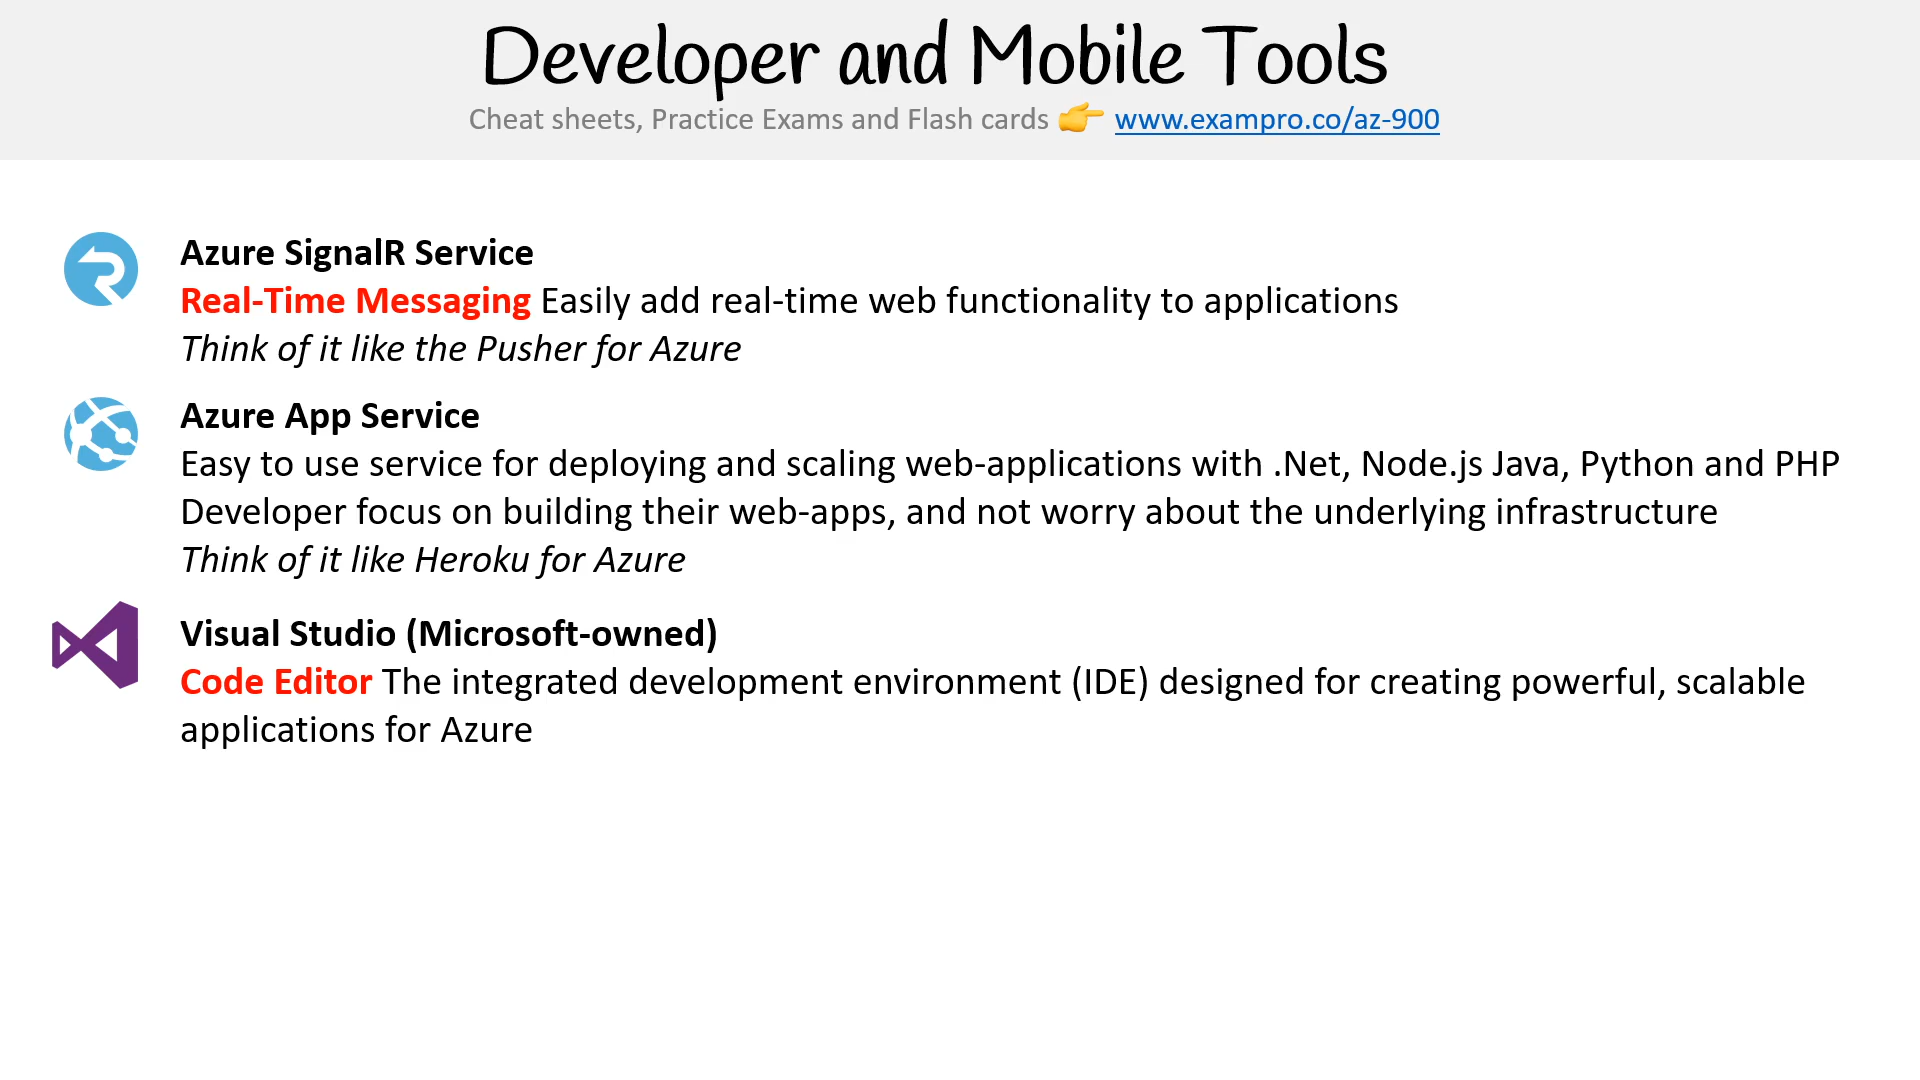 Developer and Mobile Tools
Cheat sheets, Practice Exams and Flash cards 👉 www.exampro.co/az-900
Azure SignalR Service
Real-Time Messaging Easily add real-time web functionality to applications
Think of it like the Pusher for Azure
Azure App Service
Easy to use service for deploying and scaling web-applications with .Net, Node.js Java, Python and PHP
Developer focus on building their web-apps, and not worry about the underlying infrastructure
Think of it like Heroku for Azure
Visual Studio (Microsoft-owned)
Code Editor The integrated development environment (IDE) designed for creating powerful, scalable
applications for Azure